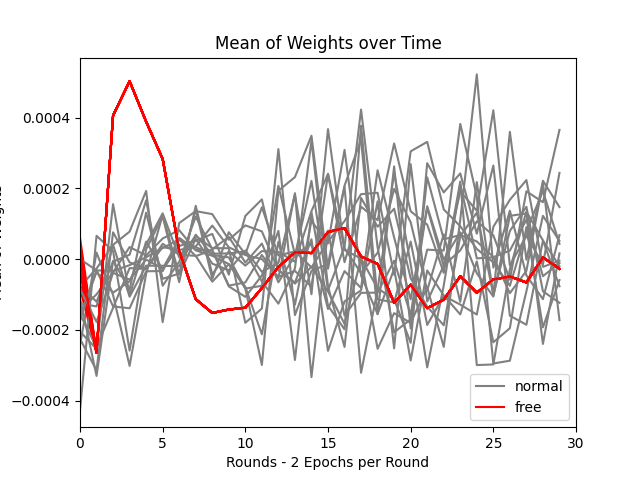 Mean of Weights over Time
0.0004
0.0002
0.0000
−0.0002
−0.0004
0 5 10 15 20 25 30
Rounds - 2 Epochs per Round
normal
free